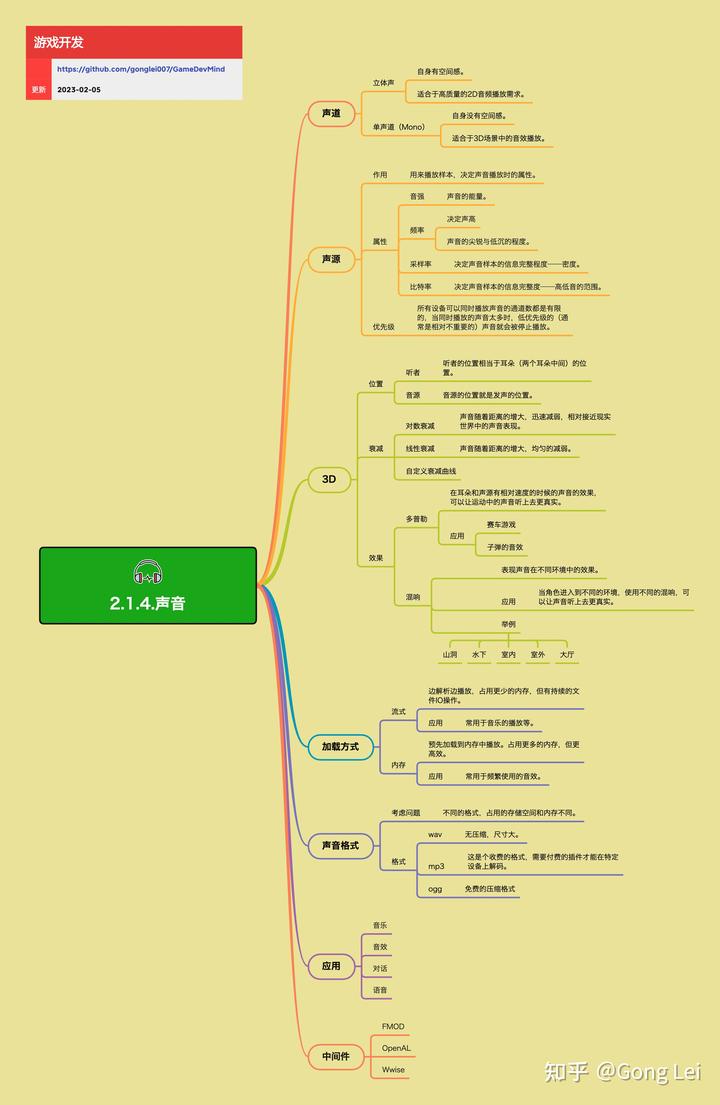 游戏开发
https://github.com/gonglei007/GameDevMind
更新
2023-02-05
2.1.4.声音
声道
立体声
自身有空间感。
适合于高质量的2D音频播放需求。
单声道（Mono）
自身没有空间感。
适合于3D场景中的音效播放。
声源
作用
用来播放样本，决定声音播放时的属性。
属性
音强
声音的能量。
频率
决定声高
声音的尖锐与低沉的程度。
采样率
决定声音样本的信息完整程度——密度。
比特率
决定声音样本的信息完整度——高低音的范围。
优先级
所有设备可以同时播放声音的通道数都是有限
的，当同时播放的声音太多时，低优先级的（通
常是相对不重要的）声音就会被停止播放。
3D
位置
听者
听者的位置相当于耳朵（两个耳朵中间）的位
置。
音源
音源的位置就是发声的位置。
衰减
对数衰减
声音随着距离的增大，迅速减弱，相对接近现实
世界中的声音表现。
线性衰减
声音随着距离的增大，均匀的减弱。
自定义衰减曲线
效果
多普勒
在耳朵和声源有相对速度的时候的声音的效果，
可以让运动中的声音听上去更真实。
应用
赛车游戏
子弹的音效
混响
表现声音在不同环境中的效果。
应用
当角色进入到不同的环境，使用不同的混响，可
以让声音听上去更真实。
举例
山洞
水下
室内
室外
大厅
加载方式
流式
边解析边播放，占用更少的内存，但有持续的文
件IO操作。
应用
常用于音乐的播放等。
内存
预先加载到内存中播放。占用更多的内存，但更
高效。
应用
常用于频繁使用的音效。
声音格式
考虑问题
不同的格式，占用的存储空间和内存不同。
格式
wav
无压缩，尺寸大。
mp3
这是个收费的格式，需要付费的插件才能在特定
设备上解码。
ogg
免费的压缩格式
应用
音乐
音效
对话
语音
中间件
FMOD
OpenAL
Wwise
知乎 @Gong Lei